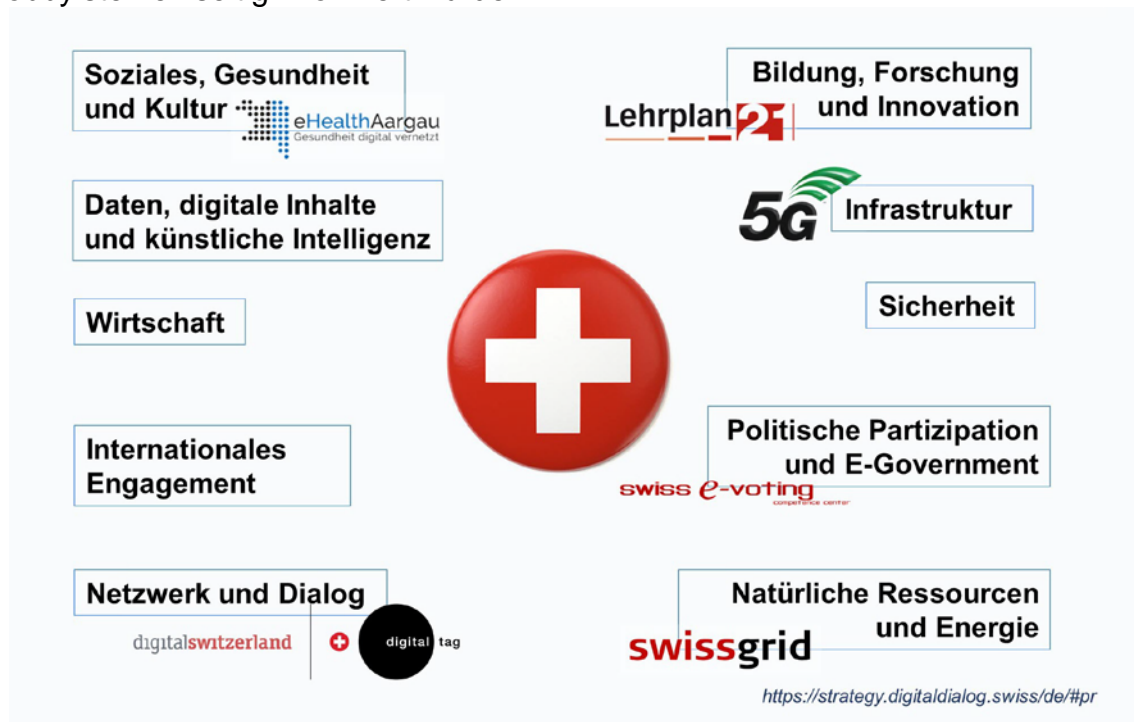 Soziales, Gesundheit
und Kultur
eHealthAargau
Gesundheit digital vernetzt
Bildung, Forschung
und Innovation
Lehrplan 21
Daten, digitale Inhalte
und künstliche Intelligenz
5G
Infrastruktur
Wirtschaft
Sicherheit
Internationales
Engagement
Politische Partizipation
und E-Government
swiss e-voting
competence center
Netzwerk und Dialog
digitalswitzerland
digital tag
Natürliche Ressourcen
und Energie
swissgrid
https://strategy.digitaldialog.swiss/de/#pr